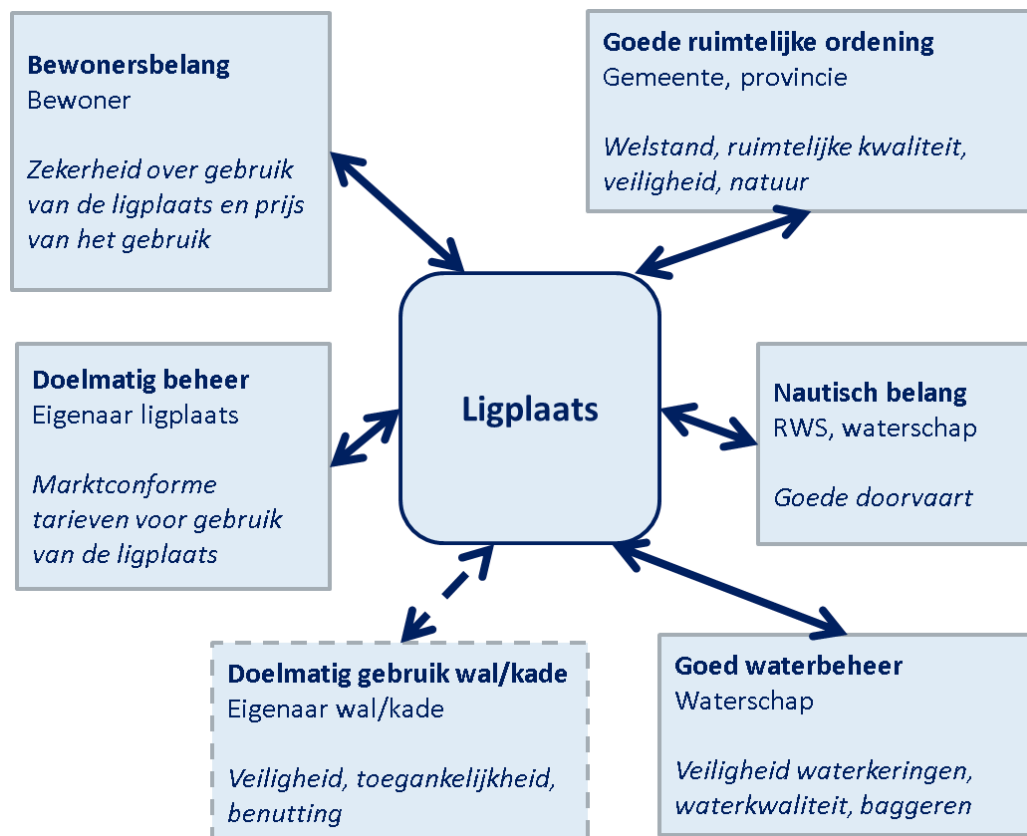 Bewonersbelang
Bewoner
Zekerheid over gebruik
van de ligplaats en prijs
van het gebruik
Goede ruimtelijke ordening
Gemeente, provincie
Welstand, ruimtelijke kwaliteit,
veiligheid, natuur
Doelmatig beheer
Eigenaar ligplaats
Marktconforme
tarieven voor gebruik
van de ligplaats
Ligplaats
Nautisch belang
RWS, waterschap
Goede doorvaart
Doelmatig gebruik wal/kade
Eigenaar wal/kade
Veiligheid, toegankelijkheid,
benutting
Goed waterbeheer
Waterschap
Veiligheid waterkeringen,
waterkwaliteit, baggeren